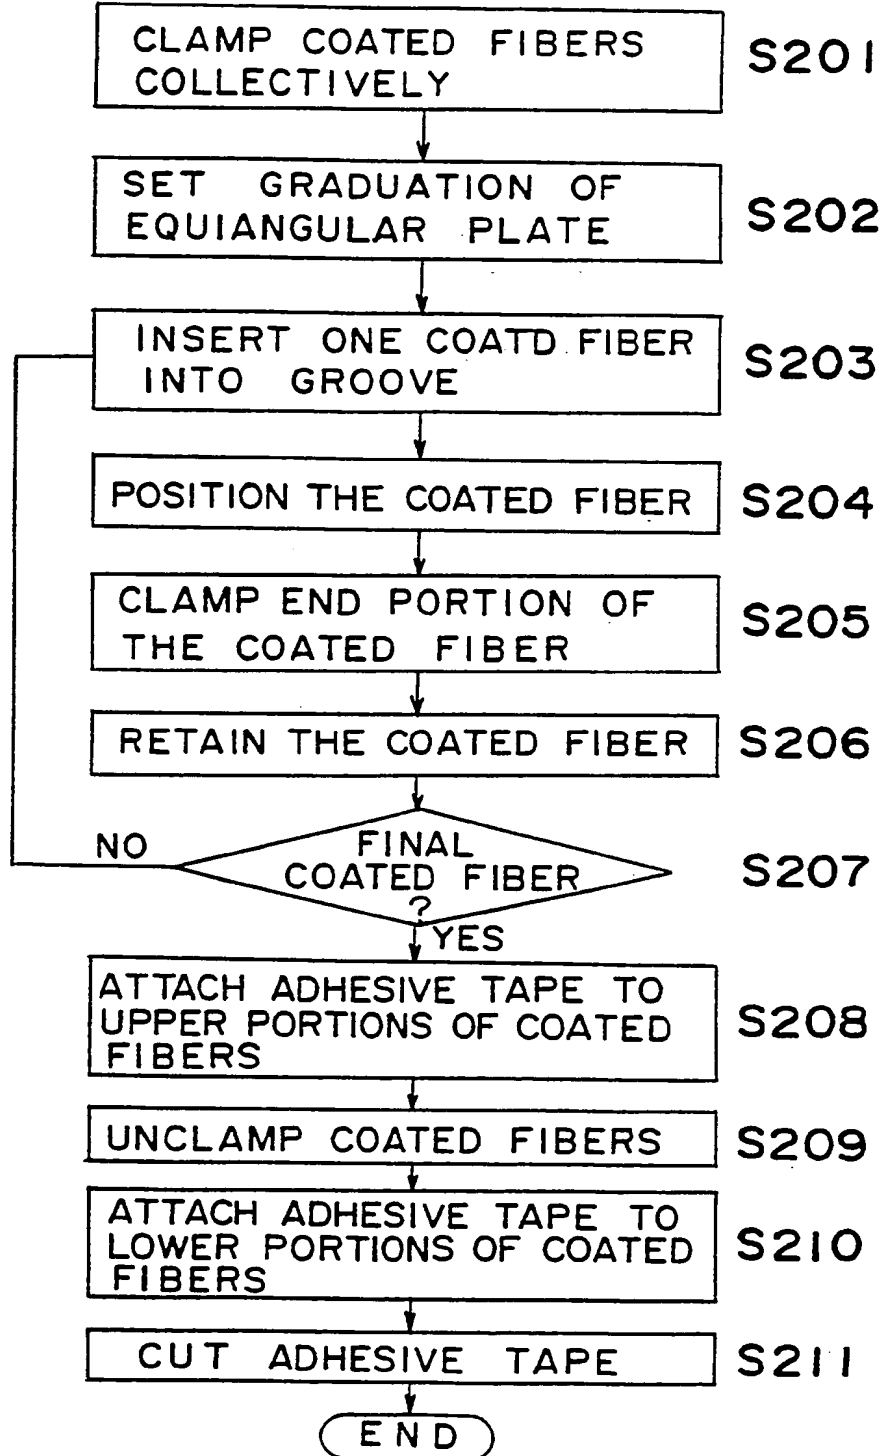 CLAMP COATED FIBERS
COLLECTIVELY
S201
SET GRADUATION OF
EQUIANGULAR PLATE
S202
INSERT ONE COATD FIBER
INTO GROOVE
S203
POSITION THE COATED FIBER
S204
CLAMP END PORTION OF
THE COATED FIBER
S205
RETAIN THE COATED FIBER
S206
NO
FINAL
COATED FIBER
?
S207
YES
ATTACH ADHESIVE TAPE TO
UPPER PORTIONS OF COATED
FIBERS
S208
UNCLAMP COATED FIBERS
S209
ATTACH ADHESIVE TAPE TO
LOWER PORTIONS OF COATED
FIBERS
S210
CUT ADHESIVE TAPE
S211
END